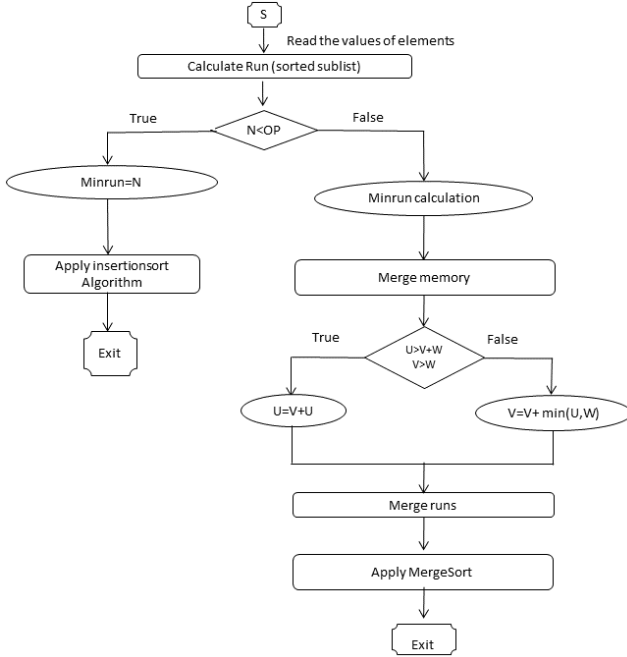 S
Read the values of elements
Calculate Run (sorted sublist)
True
N<OP
False
Minrun=N
Minrun calculation
Apply insertionsort
Algorithm
Merge memory
Exit
True
U>V+W
V>W
False
U=V+U
V=V+ min(U,W)
Merge runs
Apply MergeSort
Exit